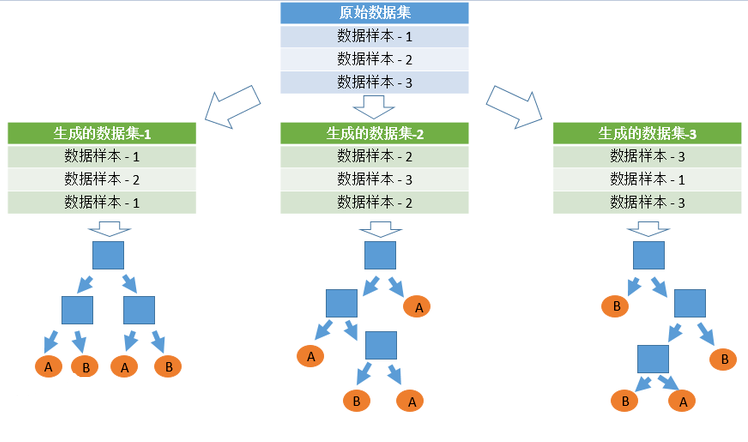 原始数据集
数据样本 - 1
数据样本 - 2
数据样本 - 3
生成的数据集-1
数据样本 - 1
数据样本 - 2
数据样本 - 1
生成的数据集-2
数据样本 - 2
数据样本 - 3
数据样本 - 2
生成的数据集-3
数据样本 - 3
数据样本 - 1
数据样本 - 3
A B A B
A
A
B A
B
B
B A